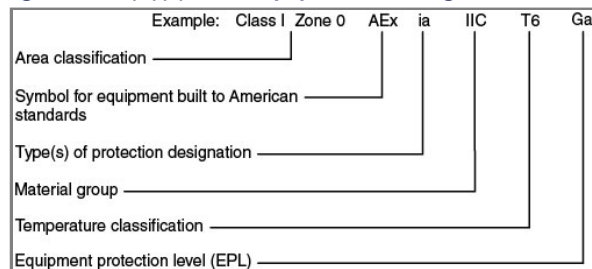 Example: Class I Zone 0 AEx ia IIC T6 Ga
Area classification
Symbol for equipment built to American
standards
Type(s) of protection designation
Material group
Temperature classification
Equipment protection level (EPL)